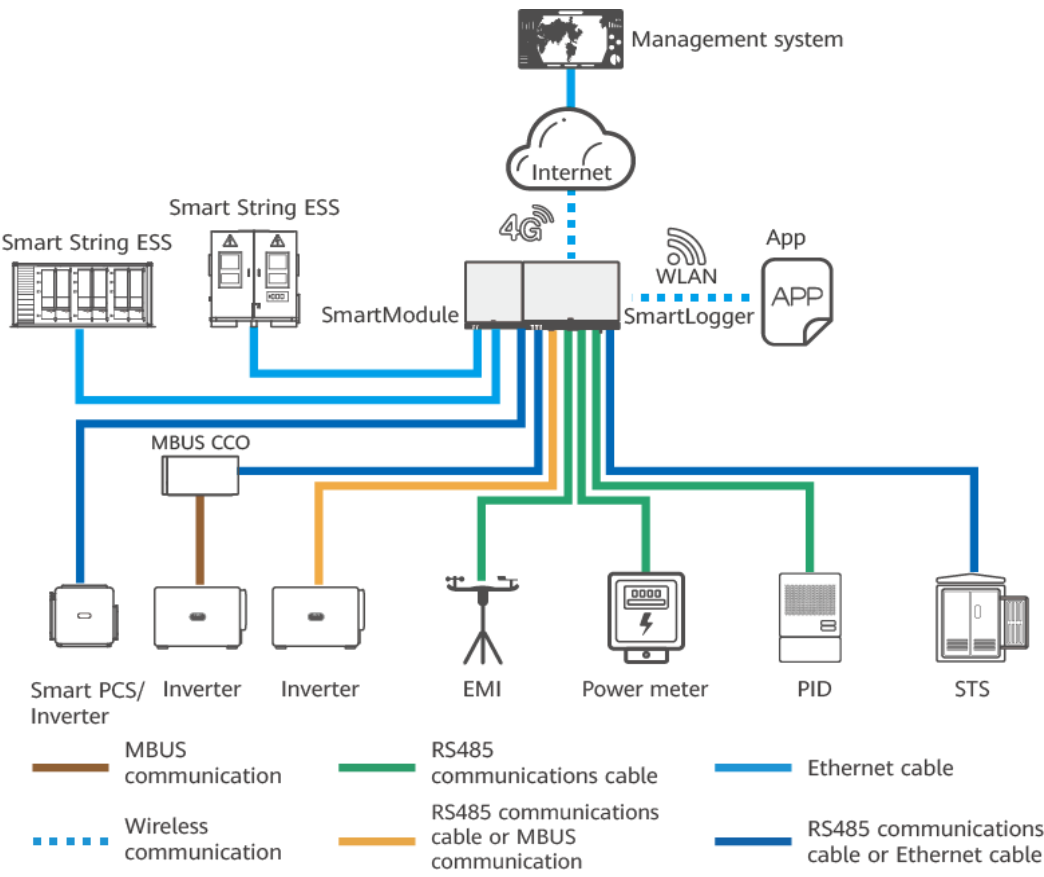 Management system
Internet
4G
Smart String ESS
Smart String ESS
WLAN
App
APP
SmartModule
SmartLogger
MBUS CCO
Smart PCS/
Inverter
Inverter
Inverter
EMI
Power meter
PID
STS
MBUS
communication
RS485
communications cable
Ethernet cable
Wireless
communication
RS485 communications
cable or MBUS
communication
RS485 communications
cable or Ethernet cable